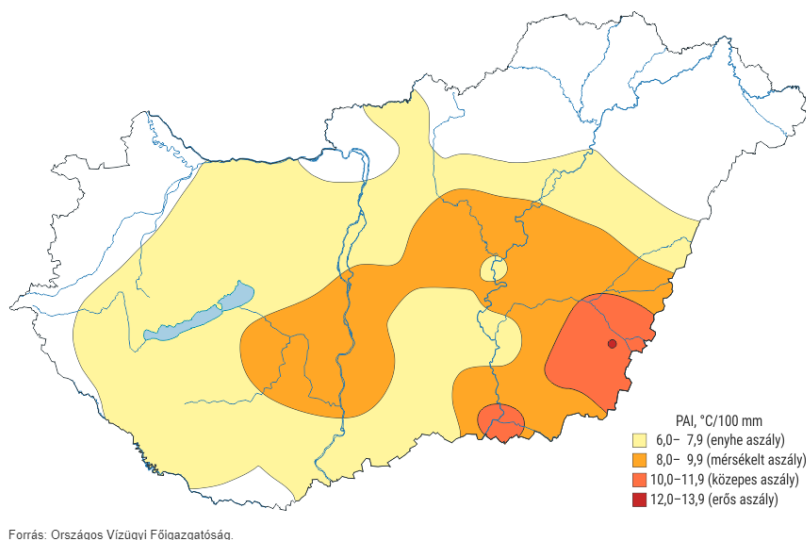 PAI, °C/100 mm
6,0– 7,9 (enyhe aszály)
8,0– 9,9 (mérsékelt aszály)
10,0–11,9 (közepes aszály)
12,0–13,9 (erős aszály)
Forrás: Országos Vízügyi Főigazgatóság.